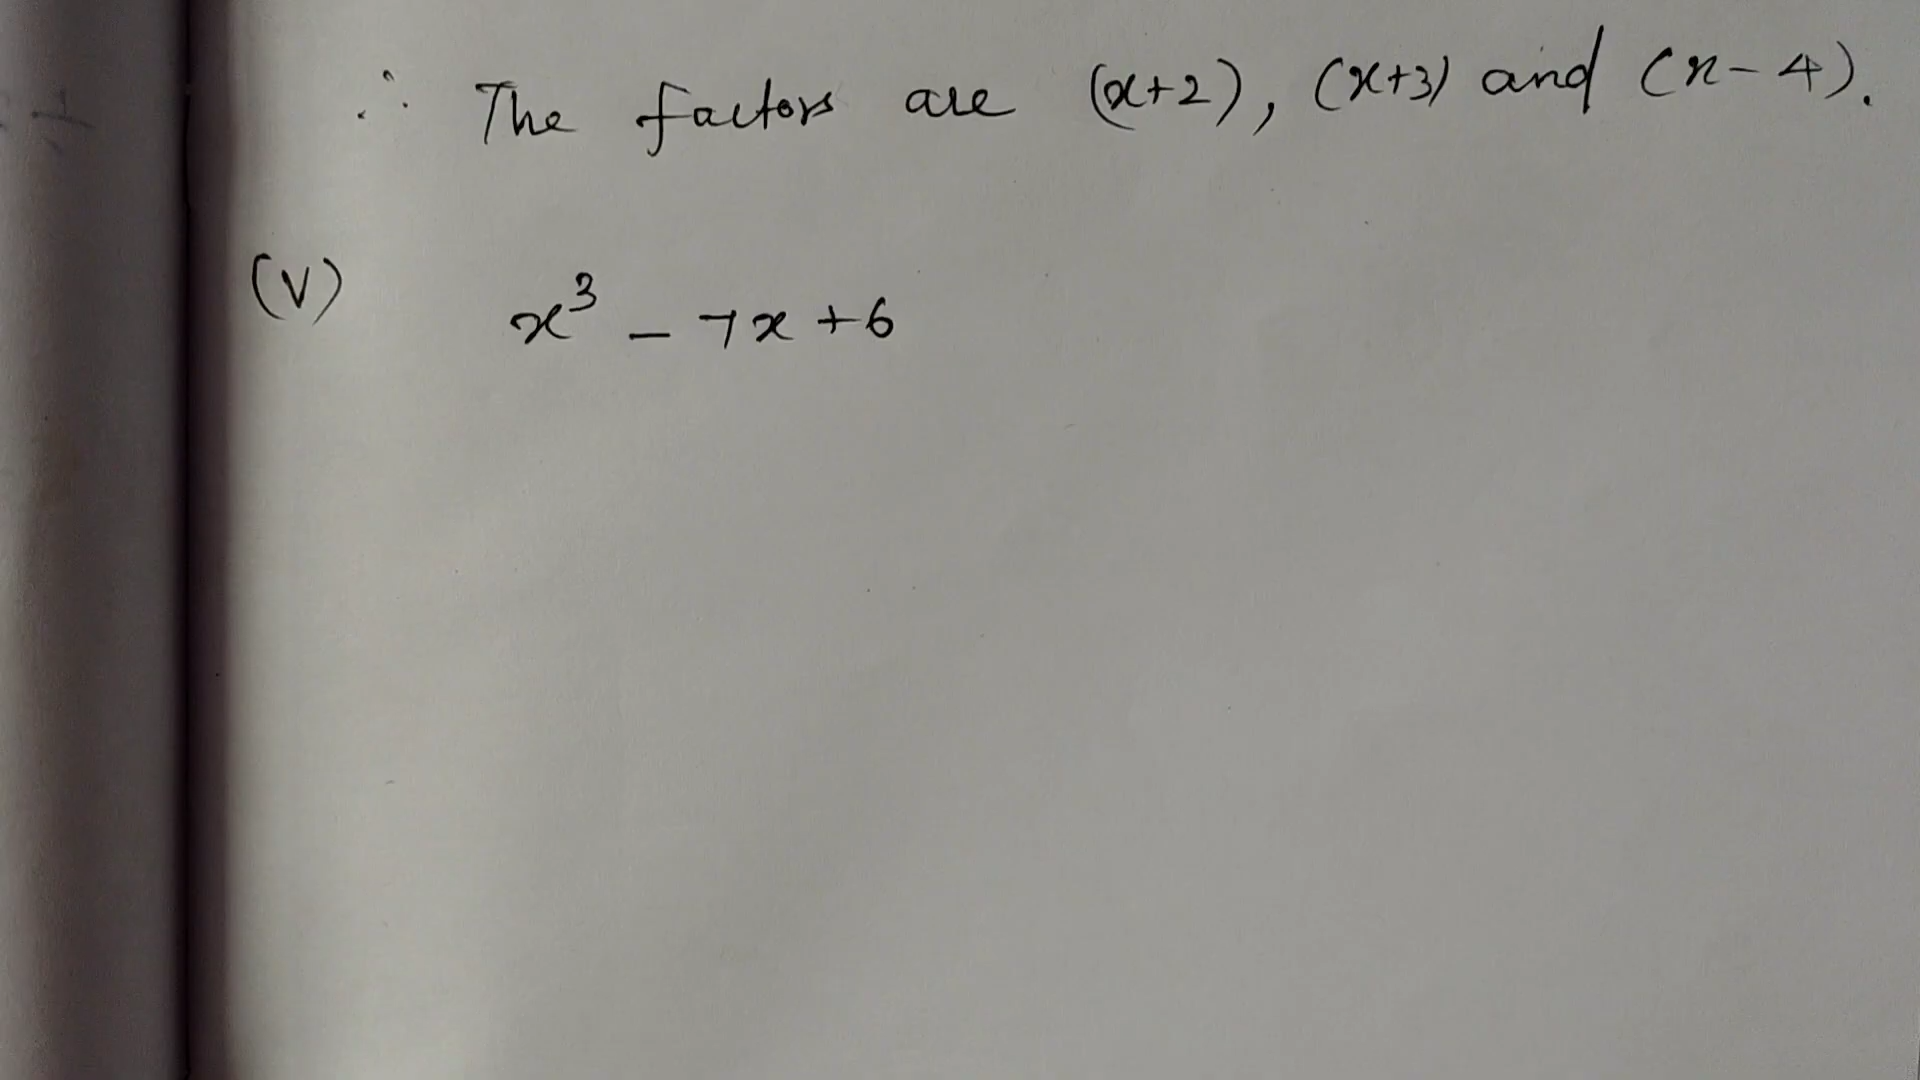 ∴ The factors are (x+2), (x+3) and (x-4).
(V) x³ - 7x + 6